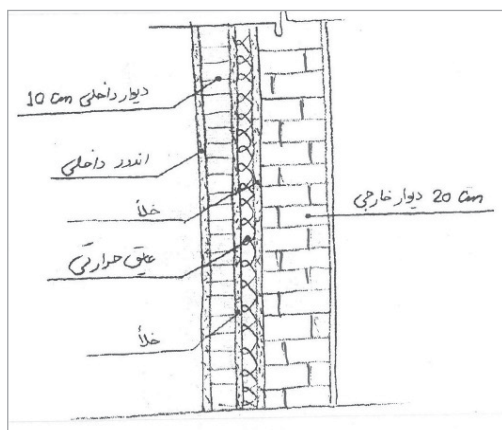 دیوار داخلی 10 cm
اندود داخلی
خلأ
عایق حرارتی
خلأ
20 cm دیوار خارجی